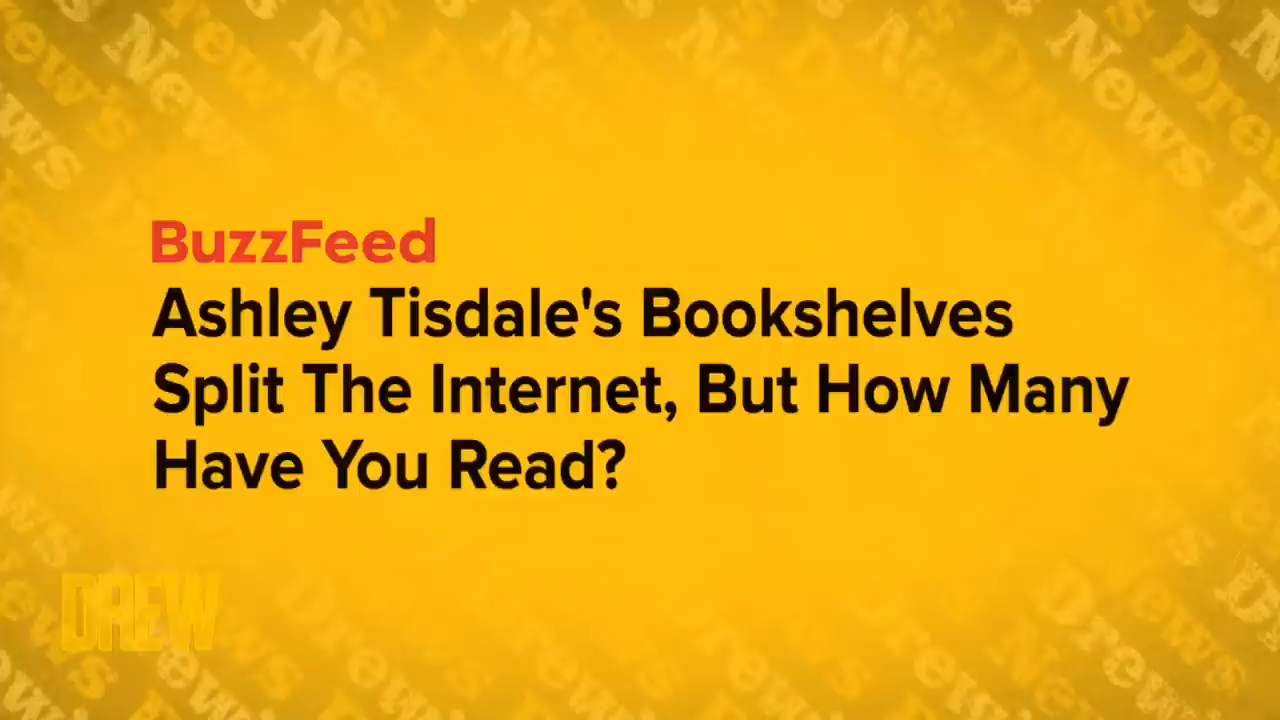 BuzzFeed
Ashley Tisdale's Bookshelves
Split The Internet, But How Many
Have You Read?
DREW